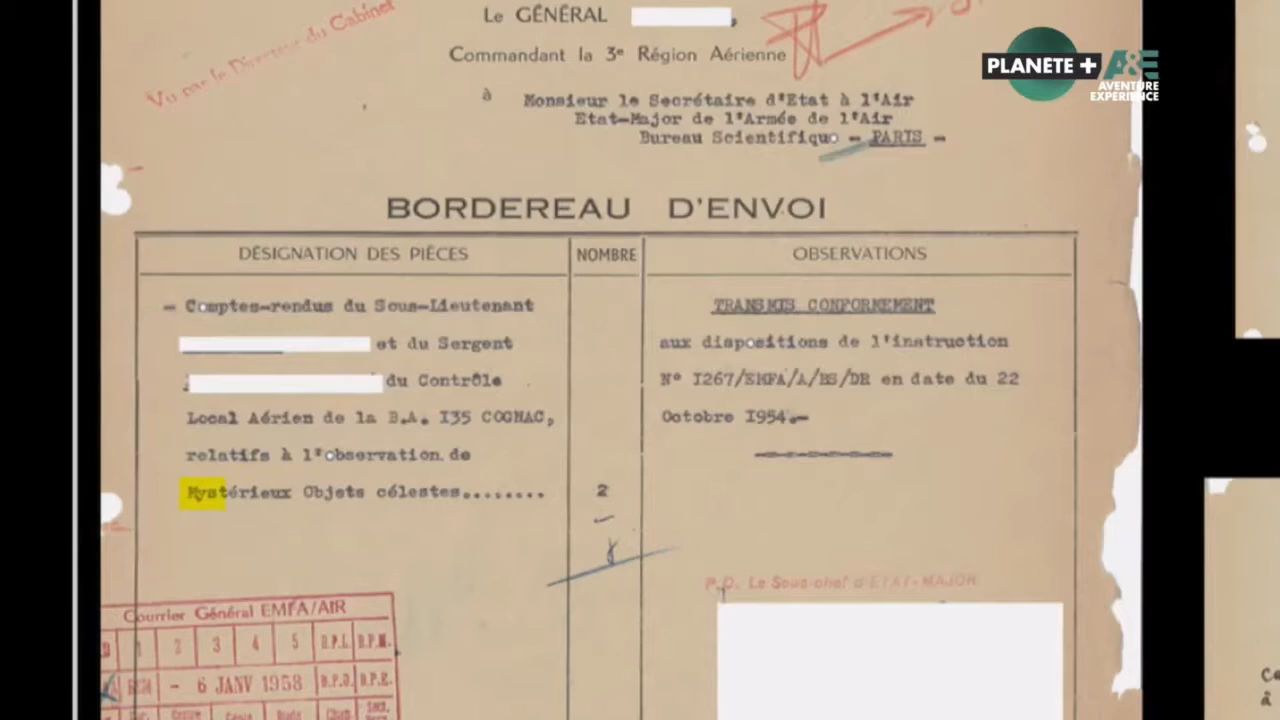 Vu par le Directeur du Cabinet
Le GÉNÉRAL ,
Commandant la 3e Région Aérienne
à Monsieur le Secrétaire d'Etat à l'Air
Etat-Major de l'Armée de l'Air
Bureau Scientifique - PARIS -
PLANÈTE + A&E
AVENTURE
EXPÉRIENCE
BORDEREAU D'ENVOI
DÉSIGNATION DES PIÈCES
- Comptes-rendus du Sous-Lieutenant
et du Sergent
du Contrôle
Local Aérien de la B.A. I35 COGNAC,
relatifs à l'observation de
Mystérieux Objets célestes........
NOMBRE
2
OBSERVATIONS
TRANSMIS CONFORMEMENT
aux dispositions de l'instruction
N° I267/EMFA/A/BS/DR en date du 22
Octobre I954.-
P.O. Le Sous-chef d'ETAT-MAJOR
Courrier Général EMFA/AIR
1 2 3 4 5 B.P.L. B.P.M.
- 6 JANV 1958 B.P.E.
à